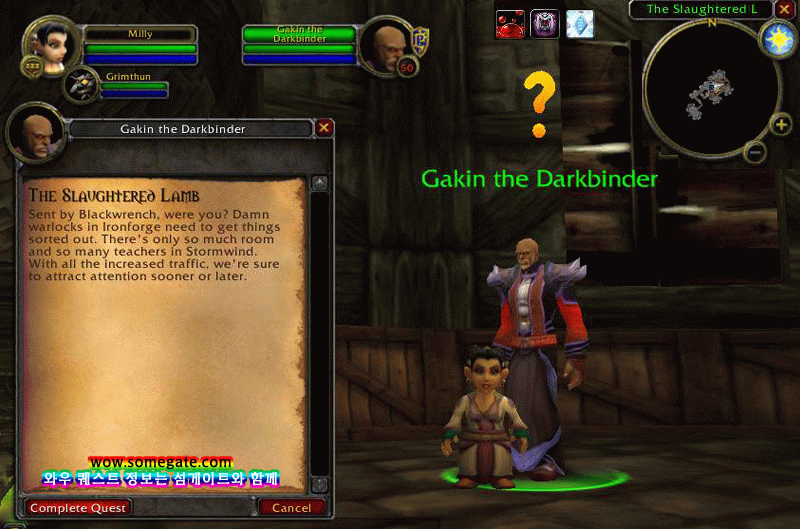 Milly
Gakin the
Darkbinder
50
Grimthun
The Slaughtered L
N
Gakin the Darkbinder
Gakin the Darkbinder
The Slaughtered Lamb
Sent by Blackwrench, were you? Damn
warlocks in Ironforge need to get things
sorted out. There's only so much room
and so many teachers in Stormwind.
With all the increased traffic, we're sure
to attract attention sooner or later.
wow.somegate.com
와우 퀘스트 정보는 섬게이트와 함께
Complete Quest
Cancel